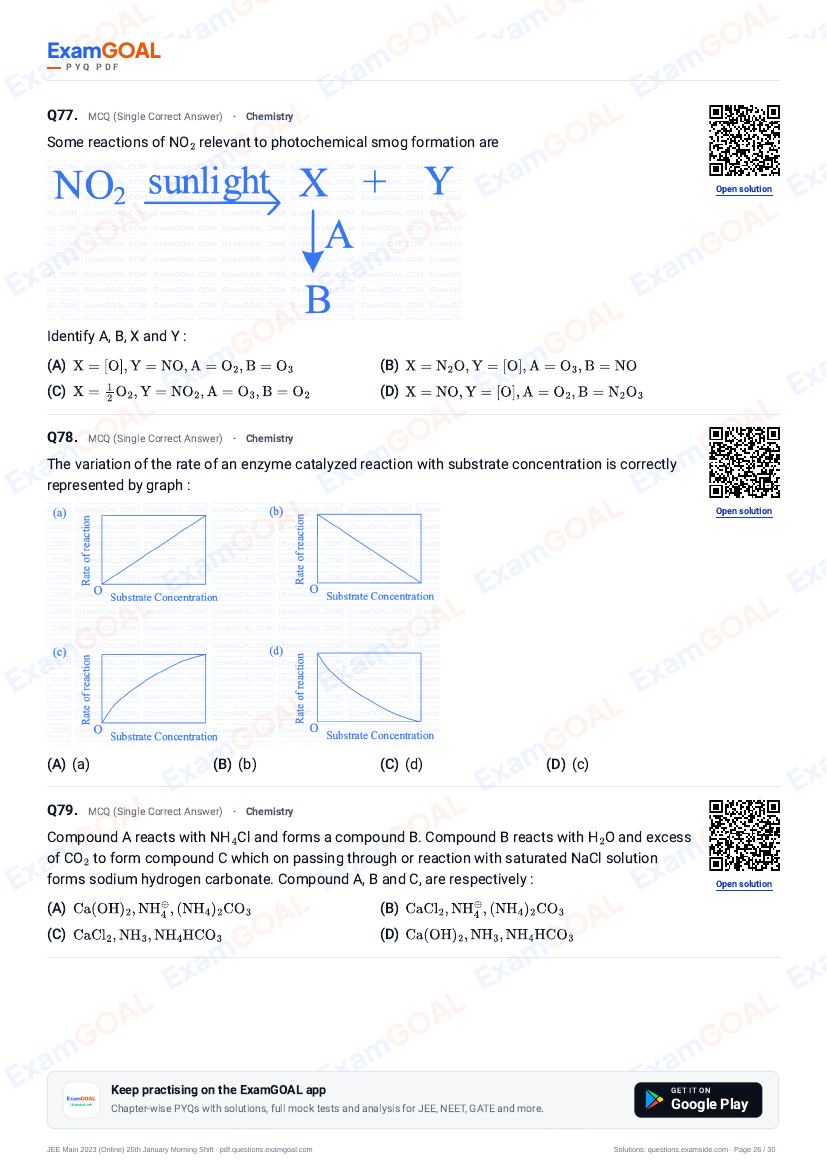 ExamGOAL
PYQ PDF
Q77. MCQ (Single Correct Answer) · Chemistry
Open solution
Some reactions of NO₂ relevant to photochemical smog formation are
NO₂ sunlight X + Y
A
B
Identify A, B, X and Y :
(A) X = [O], Y = NO, A = O₂, B = O₃
(B) X = N₂O, Y = [O], A = O₃, B = NO
(C) X = ½O₂, Y = NO₂, A = O₃, B = O₂
(D) X = NO, Y = [O], A = O₂, B = N₂O₃
Q78. MCQ (Single Correct Answer) · Chemistry
Open solution
The variation of the rate of an enzyme catalyzed reaction with substrate concentration is correctly
represented by graph :
(a) Rate of reaction O Substrate Concentration
(b) Rate of reaction O Substrate Concentration
(c) Rate of reaction O Substrate Concentration
(d) Rate of reaction O Substrate Concentration
(A) (a) (B) (b) (C) (d) (D) (c)
Q79. MCQ (Single Correct Answer) · Chemistry
Open solution
Compound A reacts with NH₄Cl and forms a compound B. Compound B reacts with H₂O and excess
of CO₂ to form compound C which on passing through or reaction with saturated NaCl solution
forms sodium hydrogen carbonate. Compound A, B and C, are respectively :
(A) Ca(OH)₂, NH₄⊕, (NH₄)₂CO₃
(B) CaCl₂, NH₄⊕, (NH₄)₂CO₃
(C) CaCl₂, NH₃, NH₄HCO₃
(D) Ca(OH)₂, NH₃, NH₄HCO₃
ExamGOAL
Keep practising on the ExamGOAL app
Chapter-wise PYQs with solutions, full mock tests and analysis for JEE, NEET, GATE and more.
GET IT ON
Google Play
JEE Main 2023 (Online) 25th January Morning Shift · pdf.questions.examgoal.com
Solutions: questions.examside.com · Page 26 / 30